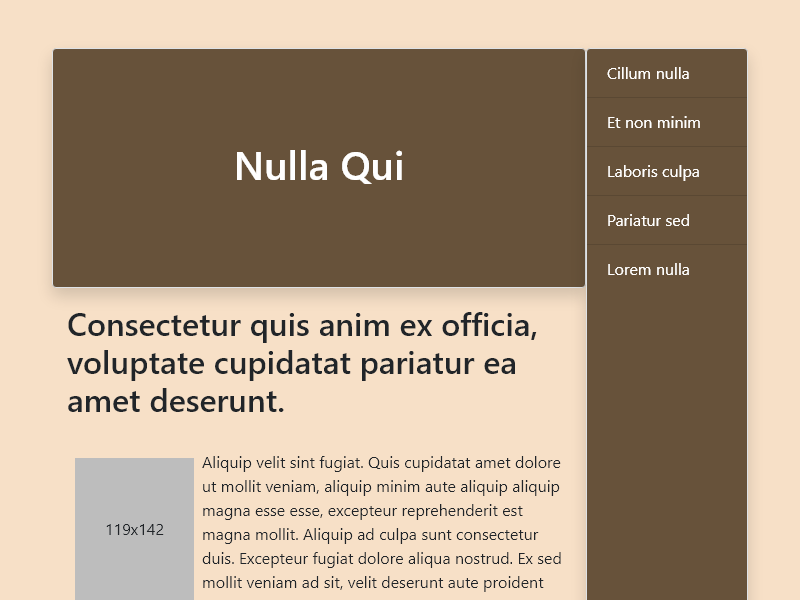 Nulla Qui
Cillum nulla
Et non minim
Laboris culpa
Pariatur sed
Lorem nulla
Consectetur quis anim ex officia,
voluptate cupidatat pariatur ea
amet deserunt.
119x142
Aliquip velit sint fugiat. Quis cupidatat amet dolore
ut mollit veniam, aliquip minim aute aliquip aliquip
magna esse esse, excepteur reprehenderit est
magna mollit. Aliquip ad culpa sunt consectetur
duis. Excepteur fugiat dolore aliqua nostrud. Ex sed
mollit veniam ad sit, velit deserunt aute proident